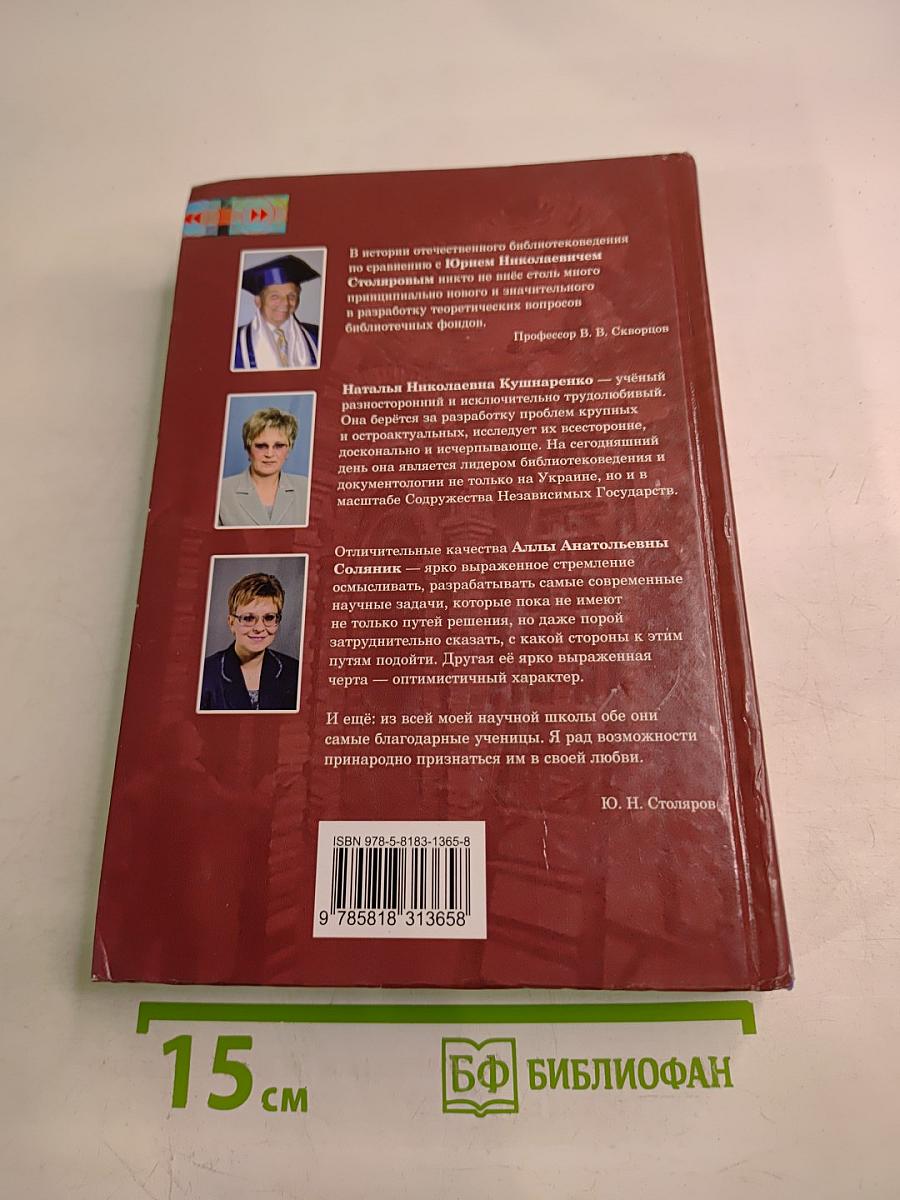 В истории отечественного библиотековедения
по сравнению с Юрием Николаевичем
Столяровым никто не внёс столь много
принципиально нового и значительного
в разработку теоретических вопросов
библиотечных фондов.
Профессор В. В. Скворцов
Наталья Николаевна Кушнаренко — учёный
разносторонний и исключительно трудолюбивый.
Она берётся за разработку проблем крупных
и остроактуальных, исследует их всесторонне,
досконально и исчерпывающе. На сегодняшний
день она является лидером библиотековедения и
документологии не только на Украине, но и в
масштабе Содружества Независимых Государств.
Отличительные качества Аллы Анатольевны
Соляник — ярко выраженное стремление
осмысливать, разрабатывать самые современные
научные задачи, которые пока не имеют
не только путей решения, но даже порой
затруднительно сказать, с какой стороны к этим
путям подойти. Другая её ярко выраженная
черта — оптимистичный характер.
И ещё: из всей моей научной школы обе они
самые благодарные ученицы. Я рад возможности
принародно признаться им в своей любви.
Ю. Н. Столяров
ISBN 978-5-8183-1365-8
9 785818 313658
15 см
БФ БИБЛИОФАН